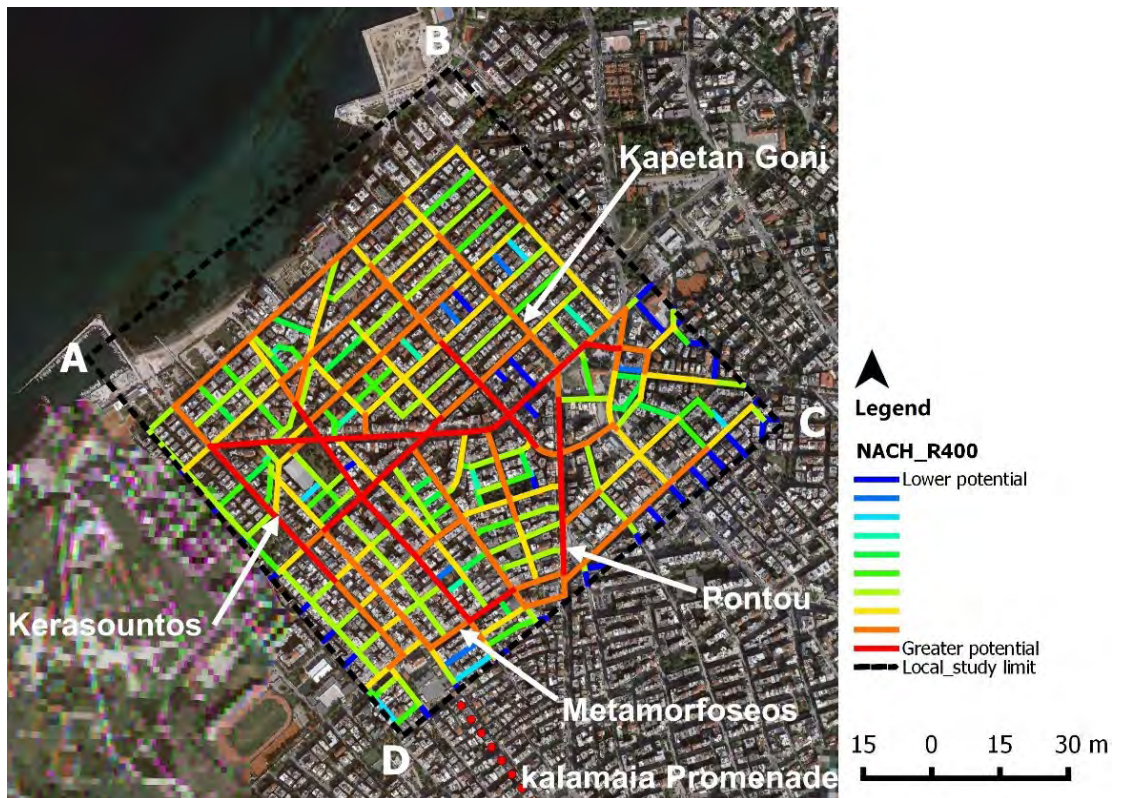 B
Kapetan Goni
A
C
Kerasountos
Pontou
Metamorfoseos
D
kalamaia Promenade
Legend
NACH_R400
Lower potential
Greater potential
Local_study limit
15 0 15 30 m